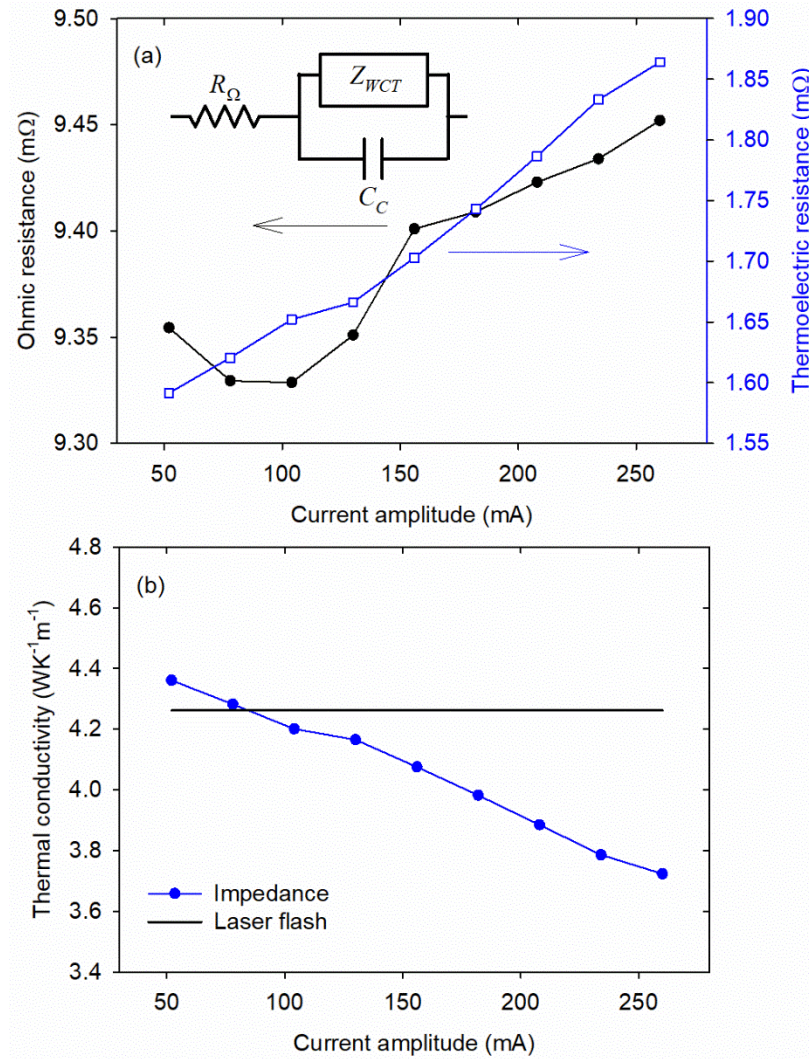 (a)
R_Ω
Z_WCT
C_C
Ohmic resistance (mΩ)
9.50
9.45
9.40
9.35
9.30
Thermoelectric resistance (mΩ)
1.90
1.85
1.80
1.75
1.70
1.65
1.60
1.55
50 100 150 200 250
Current amplitude (mA)
(b)
Thermal conductivity (WK⁻¹m⁻¹)
4.8
4.6
4.4
4.2
4.0
3.8
3.6
3.4
Impedance
Laser flash
50 100 150 200 250
Current amplitude (mA)